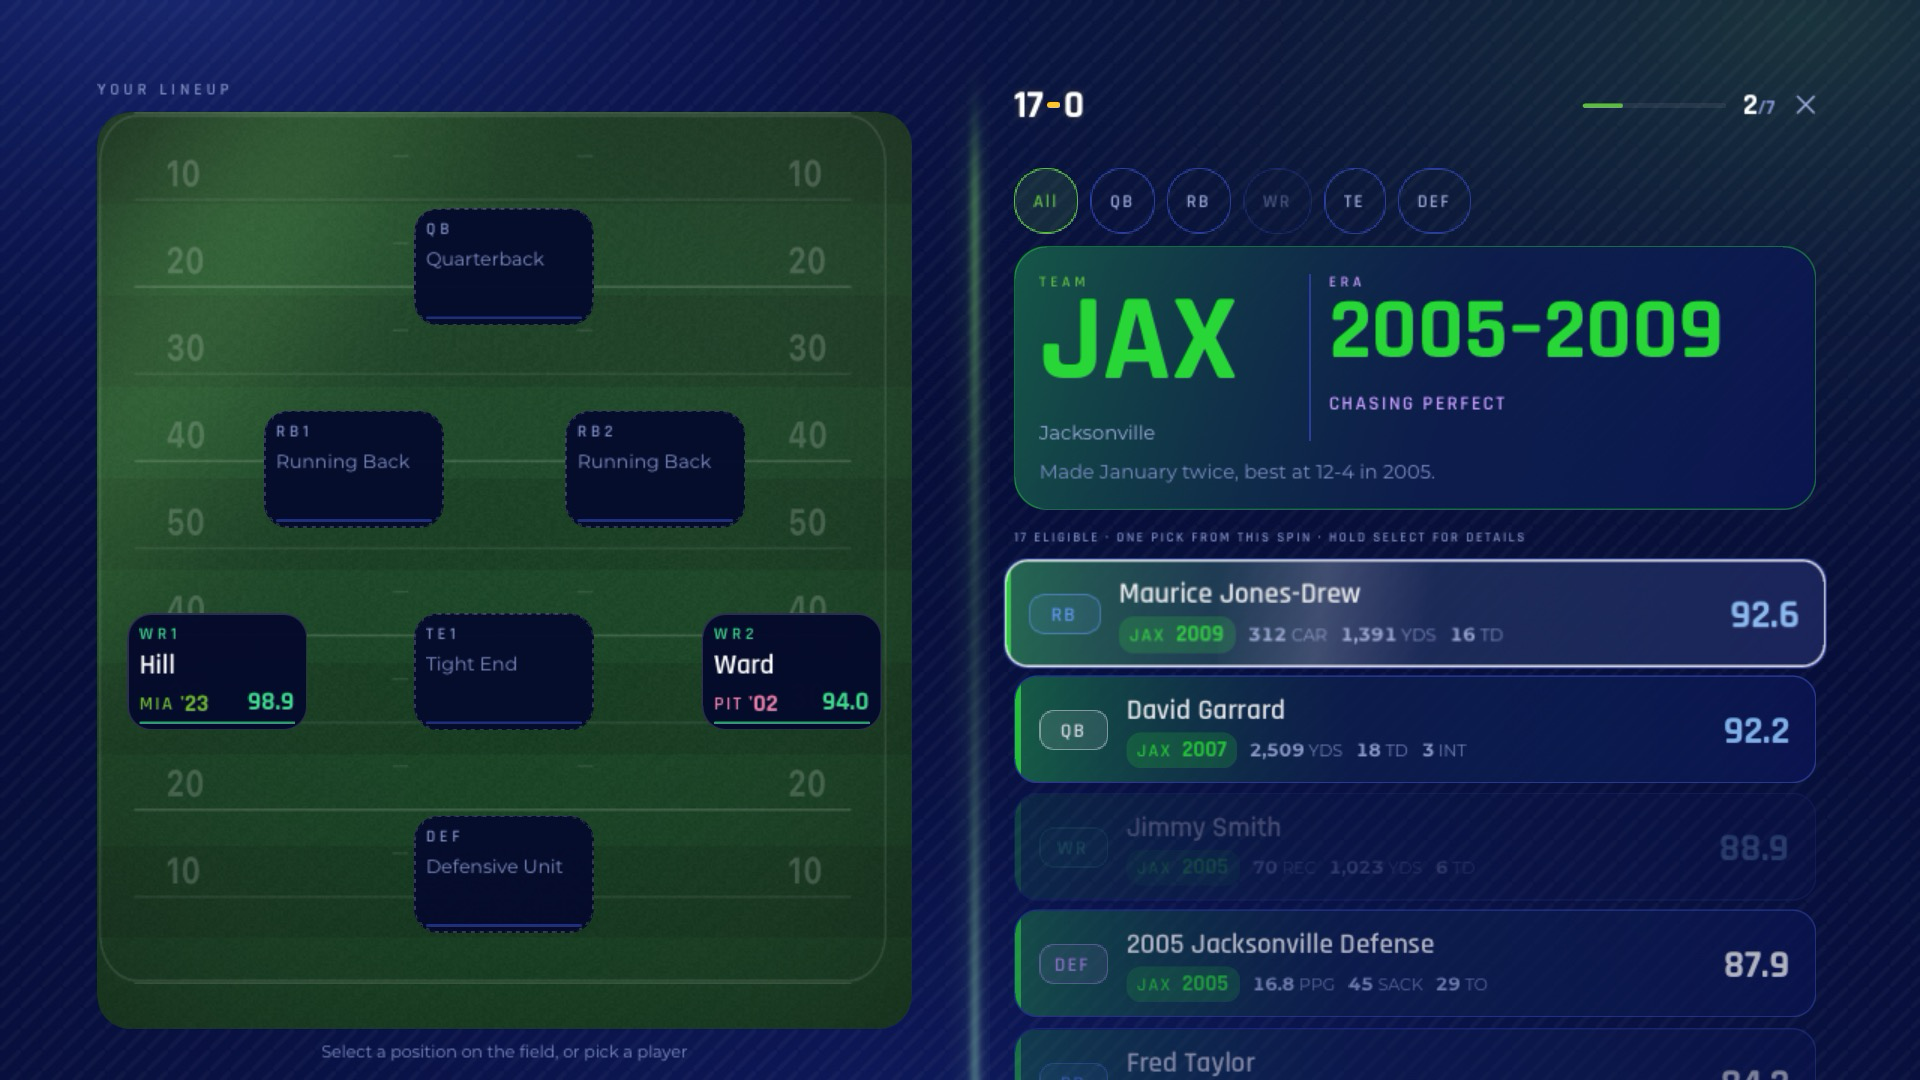 YOUR LINEUP
10 10
QB
Quarterback
20 20
30 30
40 40
RB1
Running Back
RB2
Running Back
50 50
40 40
WR1
Hill
MIA '23 98.9
TE1
Tight End
WR2
Ward
PIT '02 94.0
20 20
DEF
Defensive Unit
10 10
Select a position on the field, or pick a player
17-0
2/7
All QB RB WR TE DEF
TEAM
JAX
Jacksonville
ERA
2005-2009
CHASING PERFECT
Made January twice, best at 12-4 in 2005.
17 ELIGIBLE · ONE PICK FROM THIS SPIN · HOLD SELECT FOR DETAILS
RB
Maurice Jones-Drew
JAX 2009 312 CAR 1,391 YDS 16 TD
92.6
QB
David Garrard
JAX 2007 2,509 YDS 18 TD 3 INT
92.2
WR
Jimmy Smith
JAX 2005 70 REC 1,023 YDS 6 TD
88.9
DEF
2005 Jacksonville Defense
JAX 2005 16.8 PPG 45 SACK 29 TO
87.9
Fred Taylor